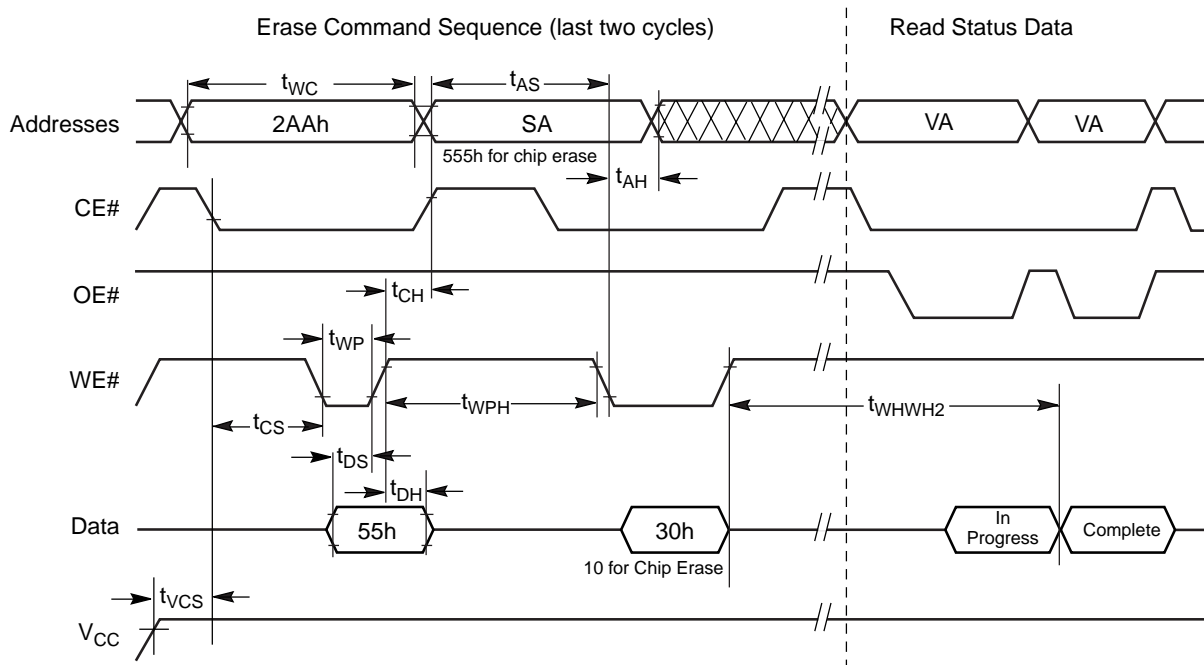 Erase Command Sequence (last two cycles)
Read Status Data
tWC
tAS
Addresses
2AAh
SA
VA
VA
555h for chip erase
tAH
CE#
OE#
tCH
tWP
WE#
tWPH
tWHWH2
tCS
tDS
tDH
Data
55h
30h
In
Progress
Complete
10 for Chip Erase
tVCS
VCC